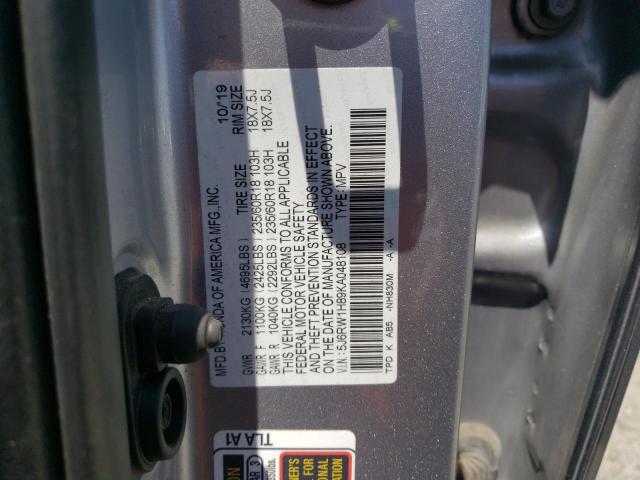 MFD.BY HONDA OF AMERICA MFG.,INC. 10/'19
TIRE SIZE RIM SIZE
GVWR 2130KG (4695LBS)
GAWR F 1100KG (2425LBS) 235/60R18 103H 18X7.5J
GAWR R 1040KG (2292LBS) 235/60R18 103H 18X7.5J
THIS VEHICLE CONFORMS TO ALL APPLICABLE
FEDERAL MOTOR VEHICLE SAFETY
AND THEFT PREVENTION STANDARDS IN EFFECT
ON THE DATE OF MANUFACTURE SHOWN ABOVE.
V.I.N.: 5J6RW1H89KA048108 TYPE: MPV
TPD K AB5 -NH830M -A -A
TLA A1